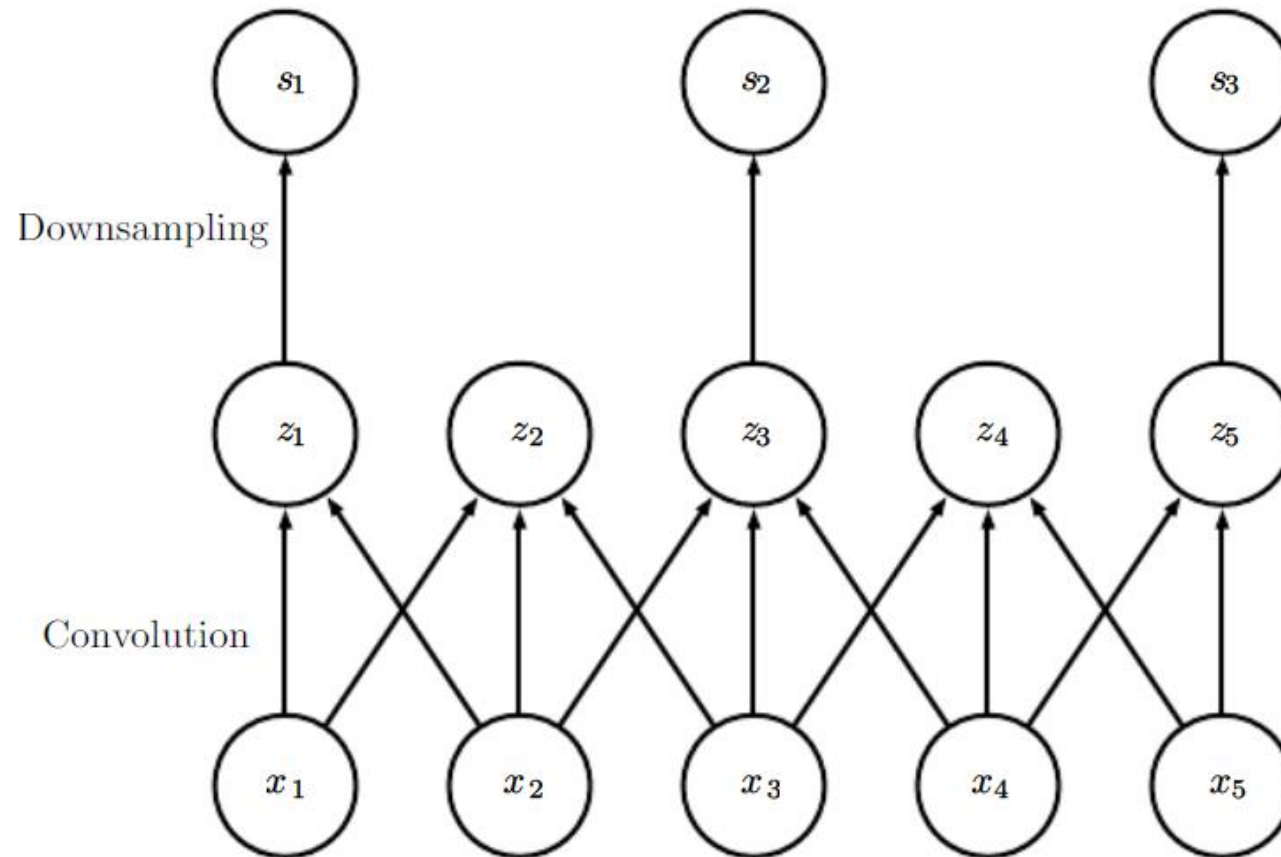 s₁ s₂ s₃
Downsampling
z₁ z₂ z₃ z₄ z₅
Convolution
x₁ x₂ x₃ x₄ x₅